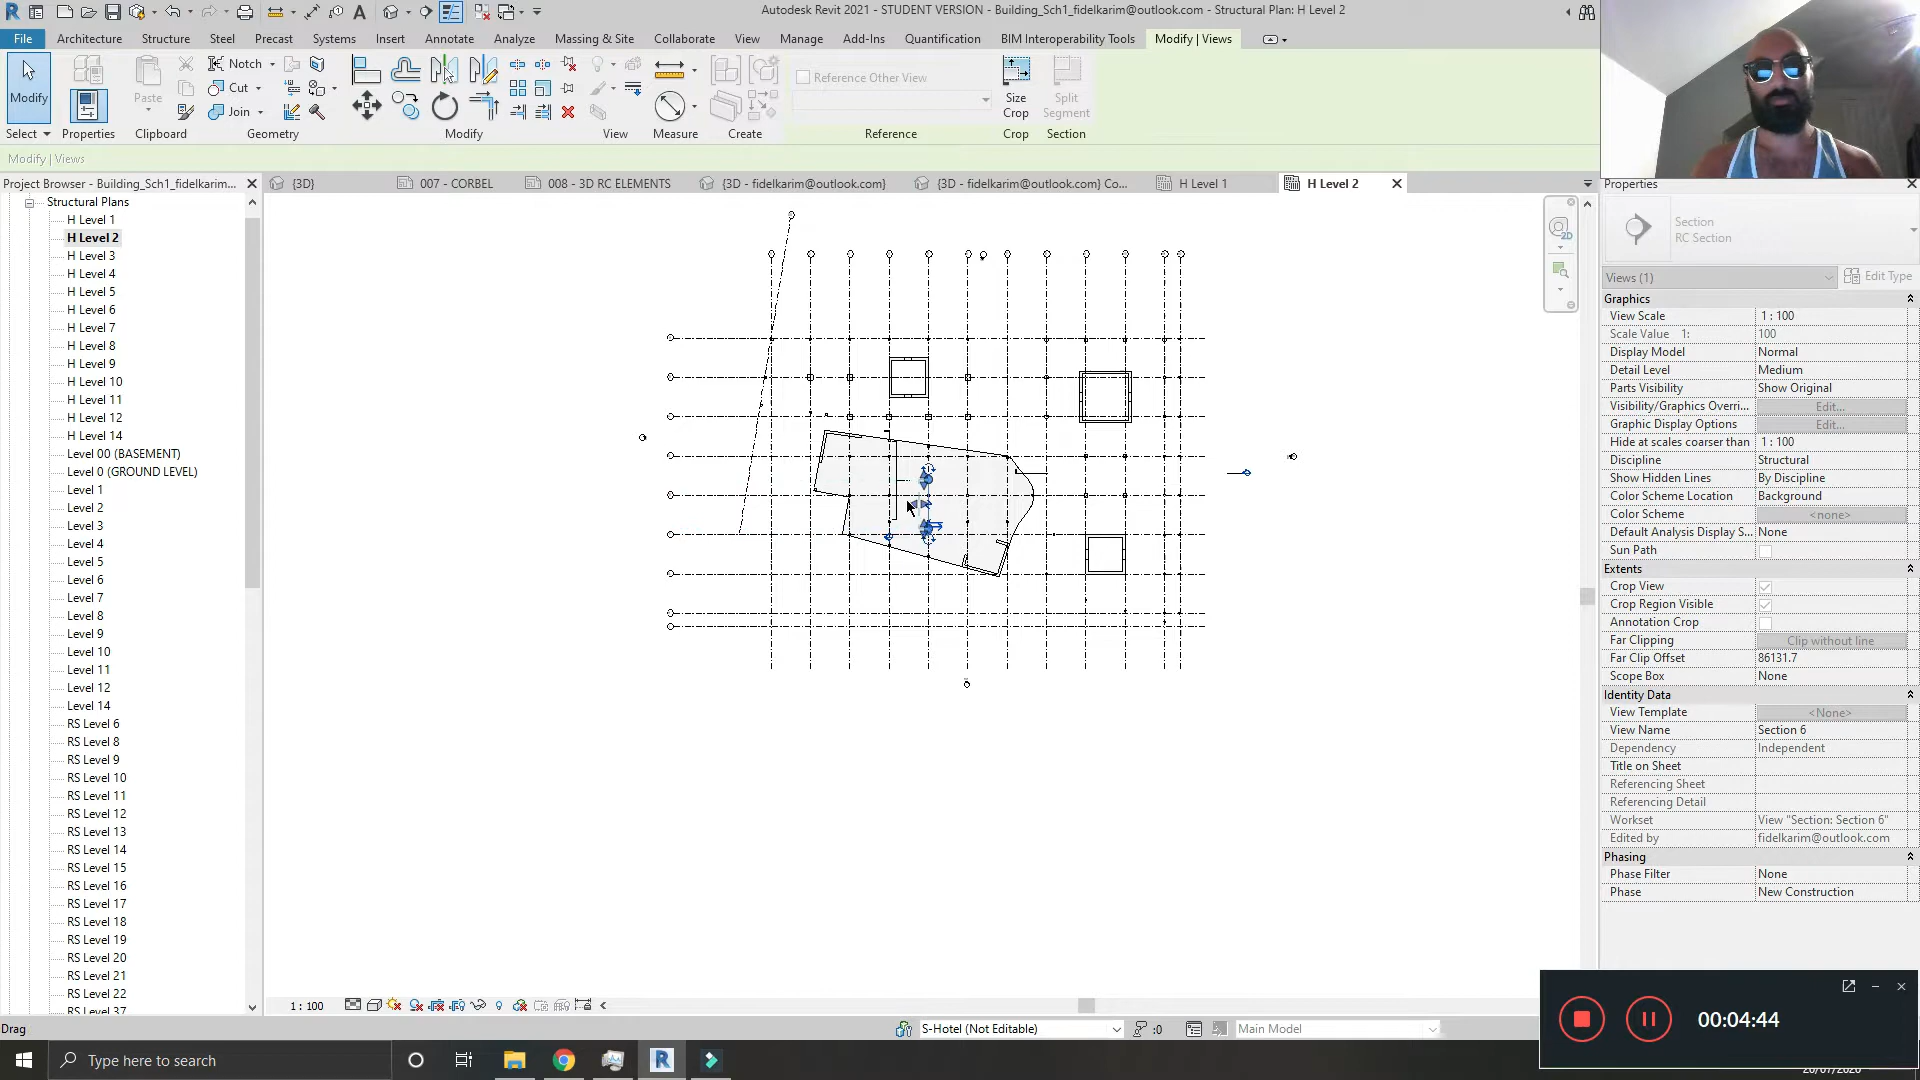 Autodesk Revit 2021 - STUDENT VERSION - Building_Sch1_fidelkarim@outlook.com - Structural Plan: H Level 2
File Architecture Structure Steel Precast Systems Insert Annotate Analyze Massing & Site Collaborate View Manage Add-Ins Quantification BIM Interoperability Tools Modify | Views
Modify
Paste
Notch
Cut
Join
Reference Other View
Size Crop
Split Segment
Select Properties Clipboard Geometry Modify View Measure Create Reference Crop Section
Modify | Views
Project Browser - Building_Sch1_fidelkarim...
{3D} 007 - CORBEL 008 - 3D RC ELEMENTS {3D - fidelkarim@outlook.com} {3D - fidelkarim@outlook.com} Co... H Level 1 H Level 2
Structural Plans
H Level 1
H Level 2
H Level 3
H Level 4
H Level 5
H Level 6
H Level 7
H Level 8
H Level 9
H Level 10
H Level 11
H Level 12
H Level 14
Level 00 (BASEMENT)
Level 0 (GROUND LEVEL)
Level 1
Level 2
Level 3
Level 4
Level 5
Level 6
Level 7
Level 8
Level 9
Level 10
Level 11
Level 12
Level 14
RS Level 6
RS Level 8
RS Level 9
RS Level 10
RS Level 11
RS Level 12
RS Level 13
RS Level 14
RS Level 15
RS Level 16
RS Level 17
RS Level 18
RS Level 19
RS Level 20
RS Level 21
RS Level 22
RS Level 37
2D
Properties
Section
RC Section
Views (1) Edit Type
Graphics
View Scale 1 : 100
Scale Value 1: 100
Display Model Normal
Detail Level Medium
Parts Visibility Show Original
Visibility/Graphics Overri... Edit...
Graphic Display Options Edit...
Hide at scales coarser than 1 : 100
Discipline Structural
Show Hidden Lines By Discipline
Color Scheme Location Background
Color Scheme <none>
Default Analysis Display S... None
Sun Path
Extents
Crop View
Crop Region Visible
Annotation Crop
Far Clipping Clip without line
Far Clip Offset 86131.7
Scope Box None
Identity Data
View Template <None>
View Name Section 6
Dependency Independent
Title on Sheet
Referencing Sheet
Referencing Detail
Workset View "Section: Section 6"
Edited by fidelkarim@outlook.com
Phasing
Phase Filter None
Phase New Construction
1 : 100
Drag
S-Hotel (Not Editable) :0 Main Model
00:04:44
Type here to search